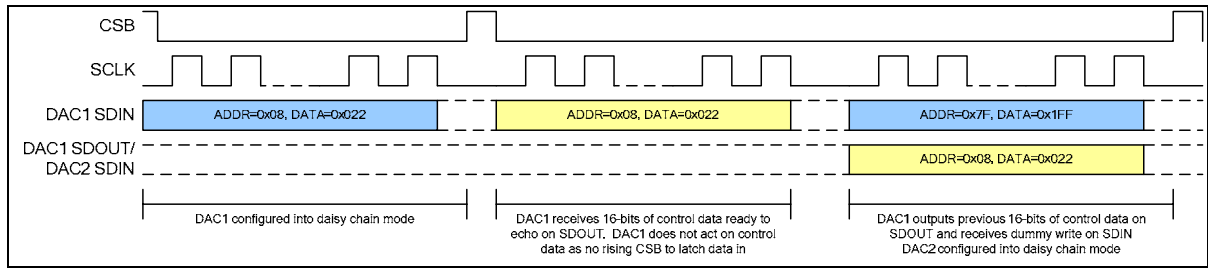 CSB
SCLK
DAC1 SDIN
ADDR=0x08, DATA=0x022
ADDR=0x08, DATA=0x022
ADDR=0x7F, DATA=0x1FF
DAC1 SDOUT/
DAC2 SDIN
ADDR=0x08, DATA=0x022
DAC1 configured into daisy chain mode
DAC1 receives 16-bits of control data ready to
echo on SDOUT.  DAC1 does not act on control
data as no rising CSB to latch data in
DAC1 outputs previous 16-bits of control data on
SDOUT and receives dummy write on SDIN
DAC2 configured into daisy chain mode